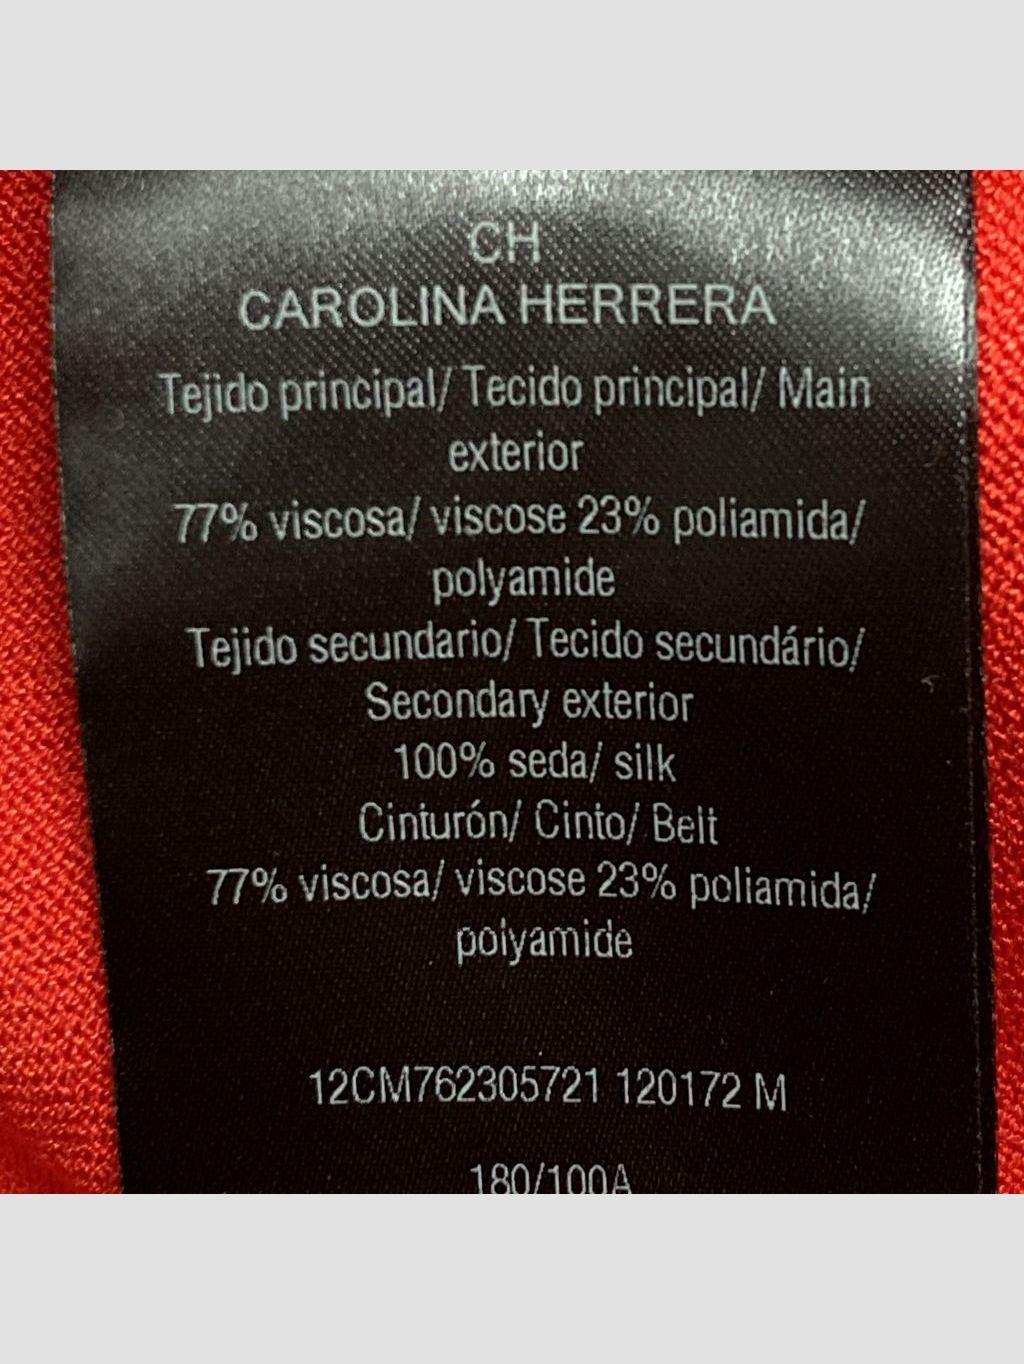 CH
CAROLINA HERRERA
Tejido principal/ Tecido principal/ Main
exterior
77% viscosa/ viscose 23% poliamida/
polyamide
Tejido secundario/ Tecido secundário/
Secondary exterior
100% seda/ silk
Cinturón/ Cinto/ Belt
77% viscosa/ viscose 23% poliamida/
polyamide
12CM762305721 120172 M
180/100A